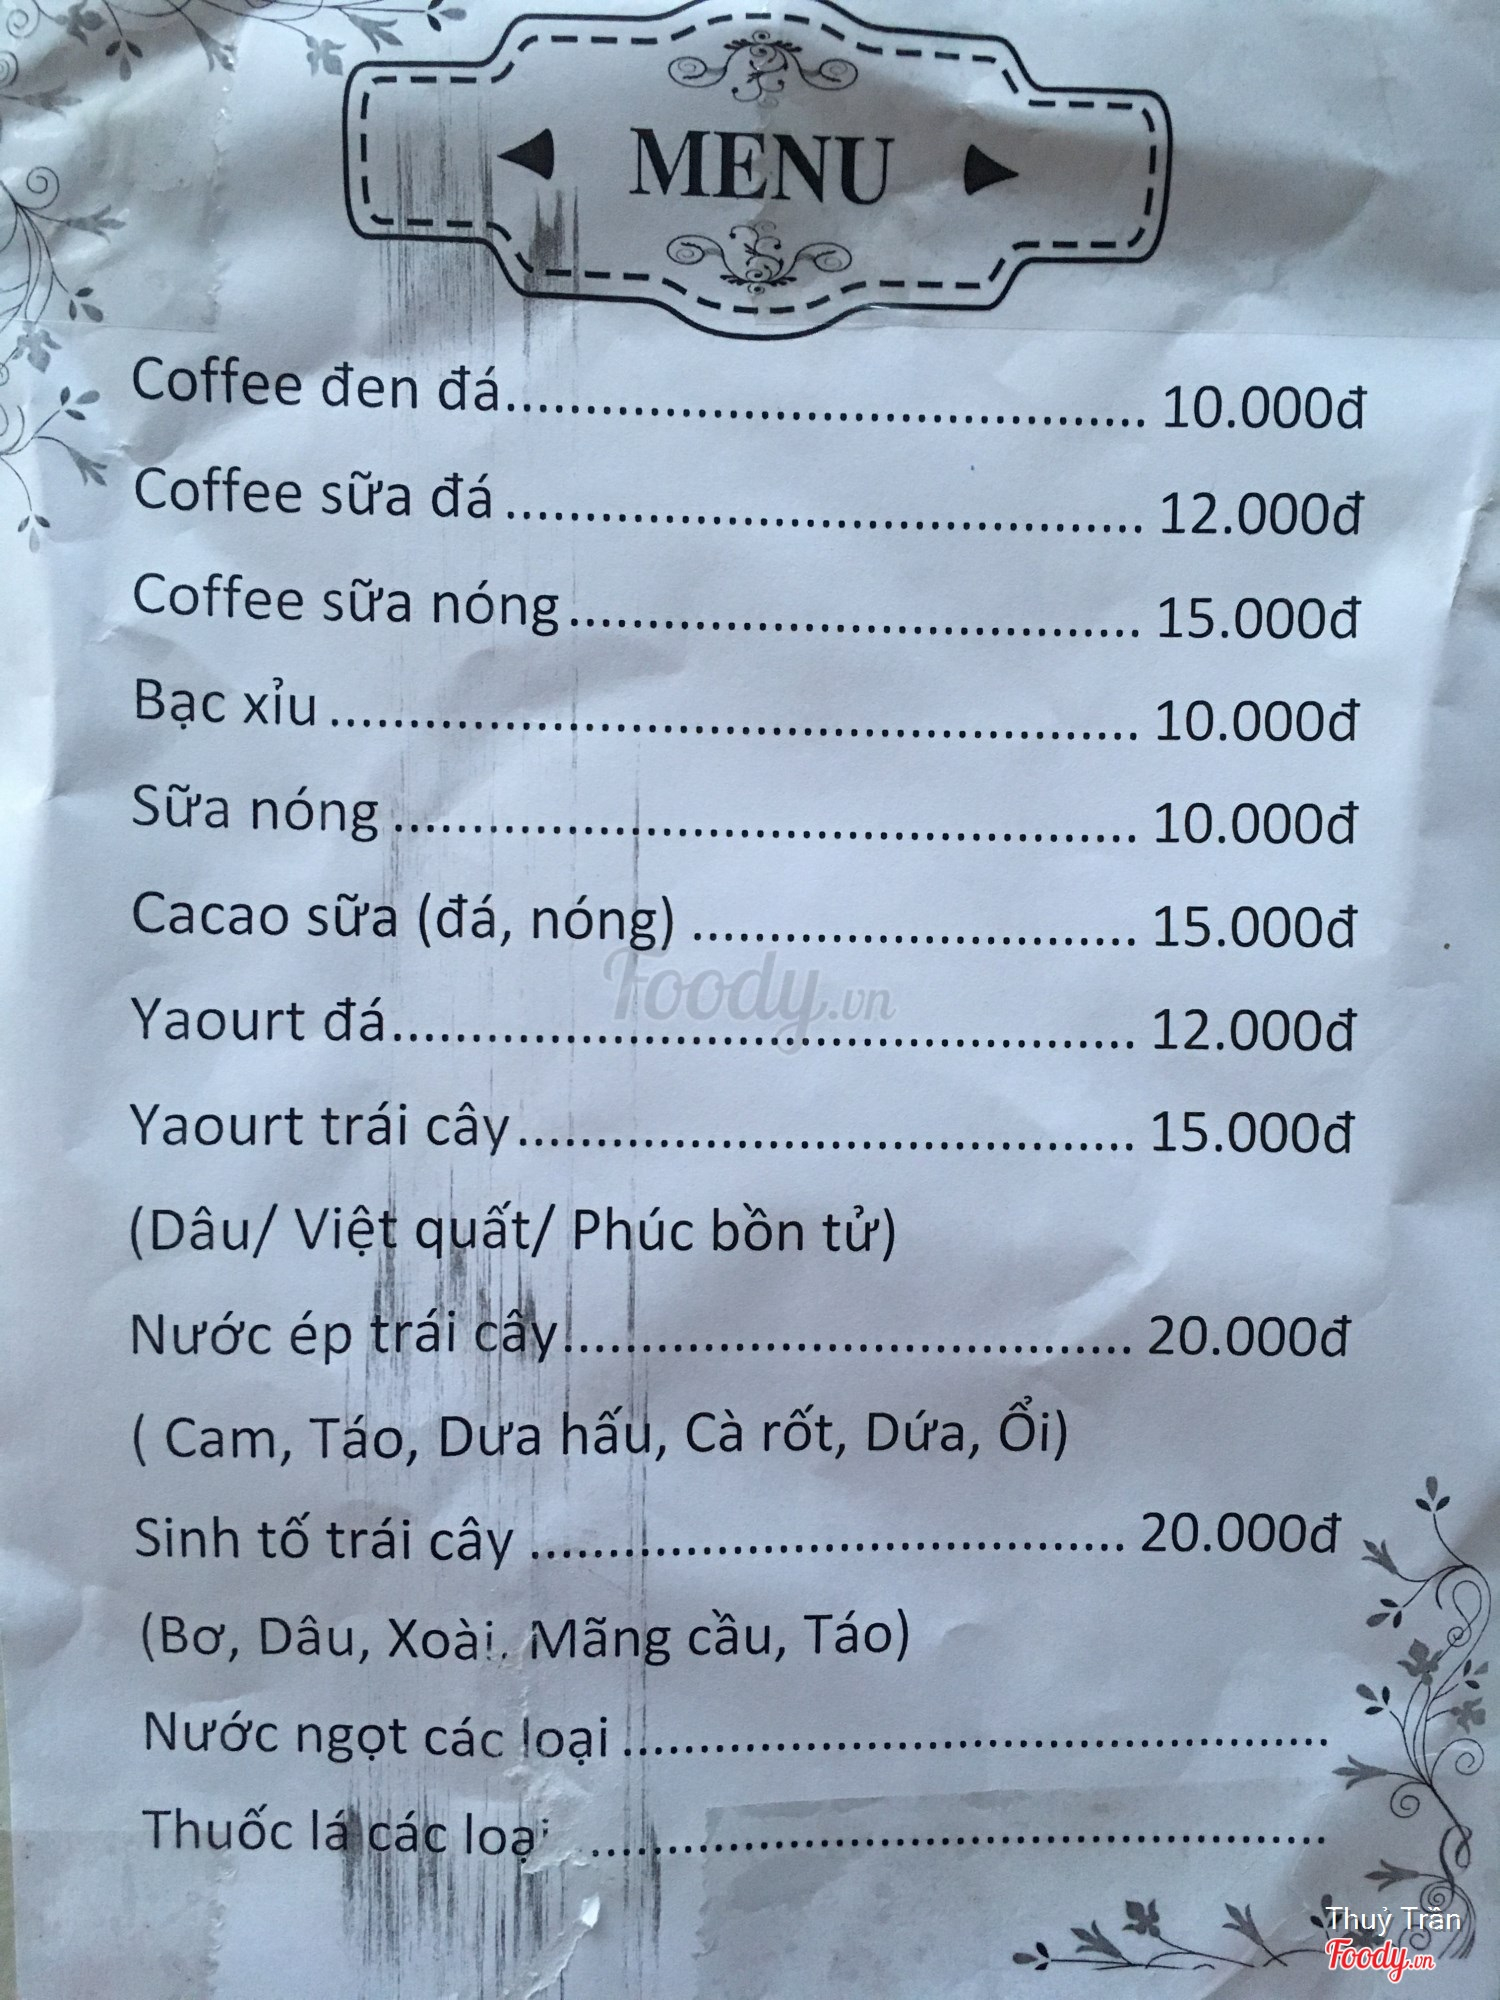 MENU
Coffee đen đá........................................ 10.000đ
Coffee sữa đá........................................ 12.000đ
Coffee sữa nóng.................................... 15.000đ
Bạc xỉu................................................... 10.000đ
Sữa nóng............................................... 10.000đ
Cacao sữa (đá, nóng)............................ 15.000đ
Yaourt đá............................................... 12.000đ
Yaourt trái cây....................................... 15.000đ
(Dâu/ Việt quất/ Phúc bồn tử)
Nước ép trái cây.................................... 20.000đ
( Cam, Táo, Dưa hấu, Cà rốt, Dứa, Ổi)
Sinh tố trái cây...................................... 20.000đ
(Bơ, Dâu, Xoài, Mãng cầu, Táo)
Nước ngọt các loại.............................................
Thuốc lá các loại...............................................
Foody.vn
Thuỷ Trần
Foody.vn